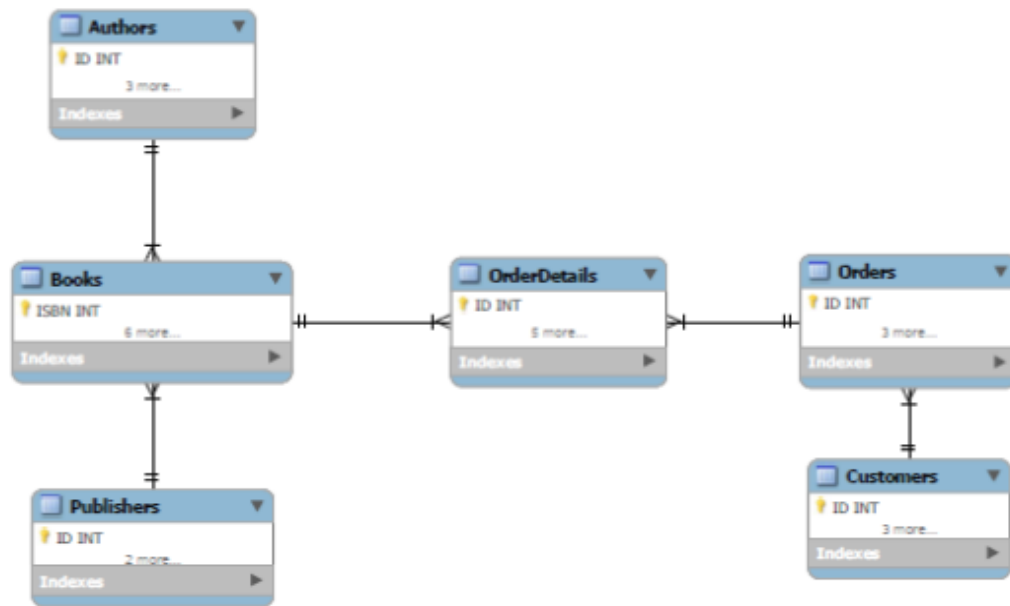 Authors
ID INT
3 more...
Indexes
Books
ISBN INT
6 more...
Indexes
OrderDetails
ID INT
5 more...
Indexes
Orders
ID INT
3 more...
Indexes
Publishers
ID INT
2 more...
Indexes
Customers
ID INT
3 more...
Indexes